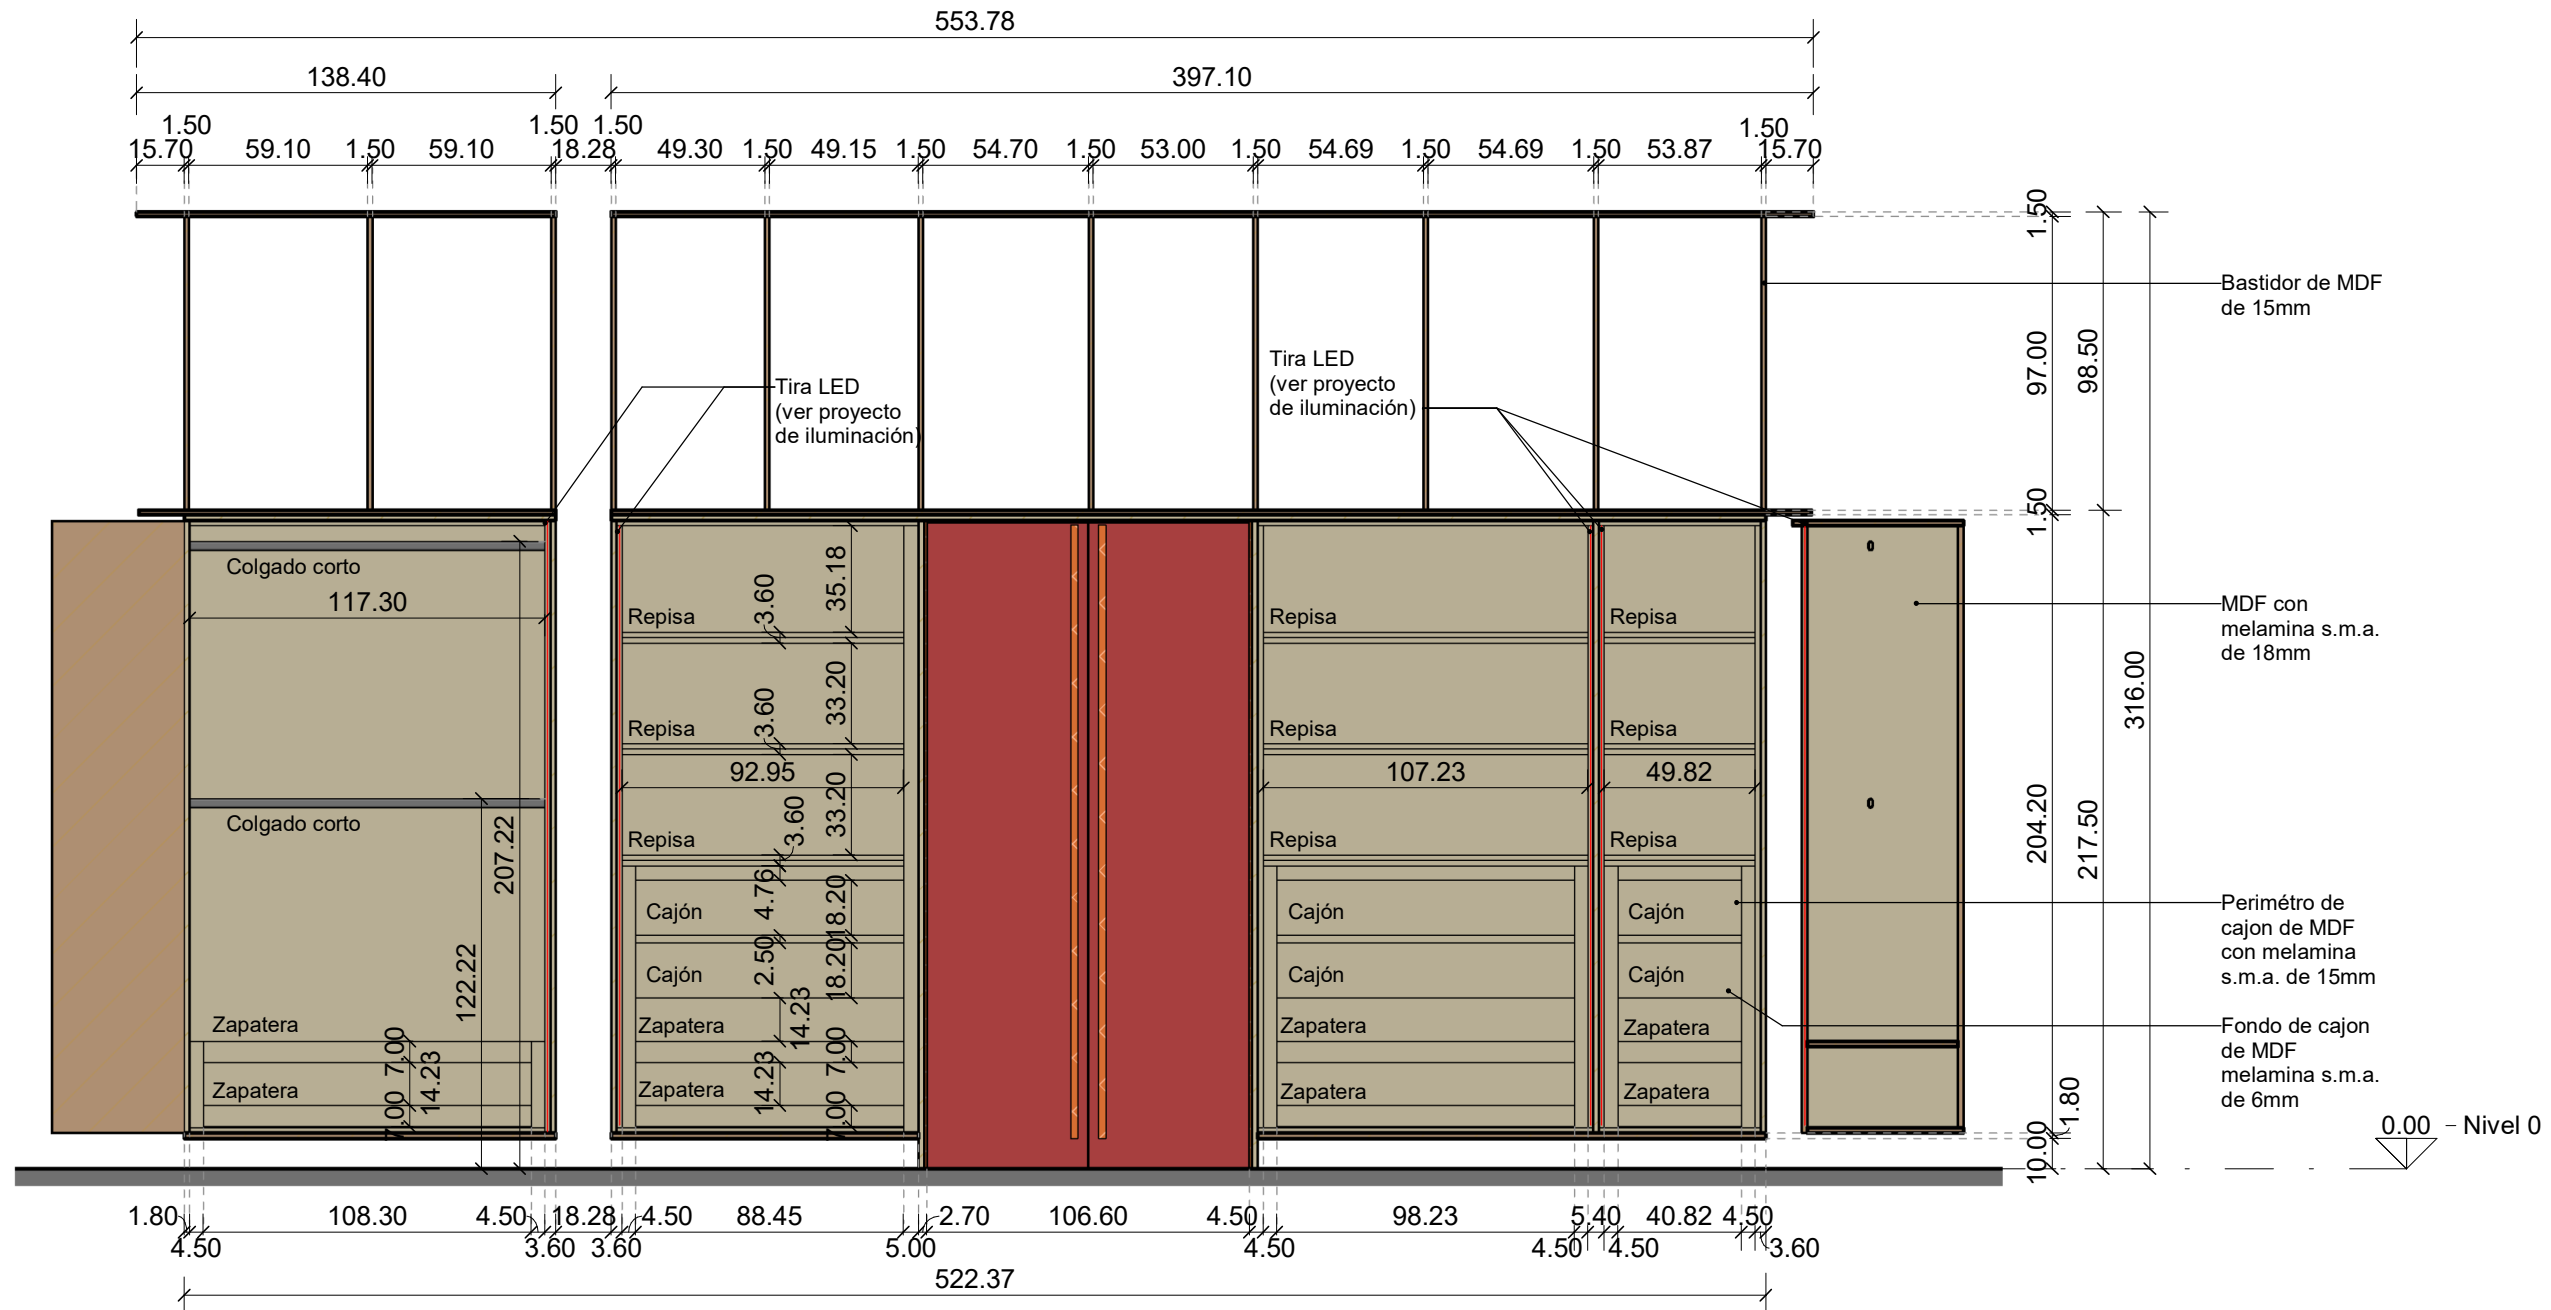 553.78
138.40 397.10
1.50 1.50 1.50 1.50
15.70 59.10 1.50 59.10 18.28 49.30 1.50 49.15 1.50 54.70 1.50 53.00 1.50 54.69 1.50 54.69 1.50 53.87 15.70
1.50
Bastidor de MDF
de 15mm
97.00
98.50
Tira LED
(ver proyecto
de iluminación)
Tira LED
(ver proyecto
de iluminación)
1.50
Colgado corto
117.30
35.18
3.60
Repisa
Repisa
Repisa
MDF con
melamina s.m.a.
de 18mm
316.00
3.60
33.20
Repisa
Repisa
Repisa
92.95
107.23
49.82
Colgado corto
207.22
3.60
33.20
Repisa
Repisa
Repisa
204.20
217.50
4.76
18.20
Cajón
Cajón
Cajón
Perimétro de
cajon de MDF
con melamina
s.m.a. de 15mm
122.22
2.50
18.20
Cajón
Cajón
Cajón
Zapatera
14.23
Zapatera
Zapatera
Zapatera
Fondo de cajon
de MDF
melamina s.m.a.
de 6mm
7.00
14.23
7.00
Zapatera
14.23
Zapatera
Zapatera
Zapatera
7.00
7.00
1.80
10.00
0.00 – Nivel 0
1.80 108.30 4.50 18.28 4.50 88.45 2.70 106.60 4.50 98.23 5.40 40.82 4.50
4.50 3.60 3.60 5.00 4.50 4.50 4.50 3.60
522.37